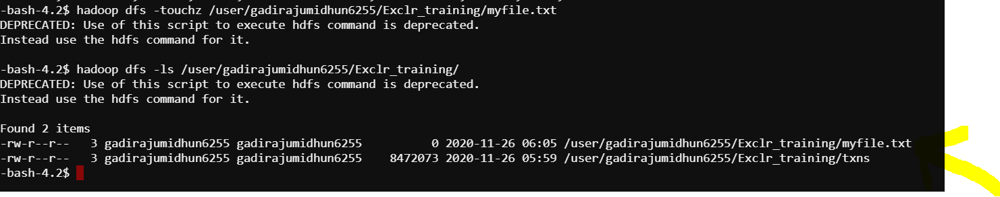 -bash-4.2$ hadoop dfs -touchz /user/gadirajumidhun6255/Exclr_training/myfile.txt
DEPRECATED: Use of this script to execute hdfs command is deprecated.
Instead use the hdfs command for it.
-bash-4.2$ hadoop dfs -ls /user/gadirajumidhun6255/Exclr_training/
DEPRECATED: Use of this script to execute hdfs command is deprecated.
Instead use the hdfs command for it.
Found 2 items
-rw-r--r--   3 gadirajumidhun6255 gadirajumidhun6255          0 2020-11-26 06:05 /user/gadirajumidhun6255/Exclr_training/myfile.txt
-rw-r--r--   3 gadirajumidhun6255 gadirajumidhun6255    8472073 2020-11-26 05:59 /user/gadirajumidhun6255/Exclr_training/txns
-bash-4.2$